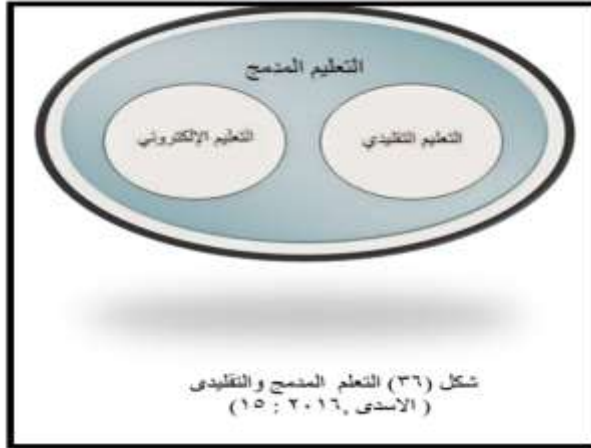 التعليم المدمج
التعليم التقليدي
التعليم الإلكتروني
شكل (٣٦) التعلم المدمج والتقليدى
( الاسدى ,٢٠١٦ : ١٥)